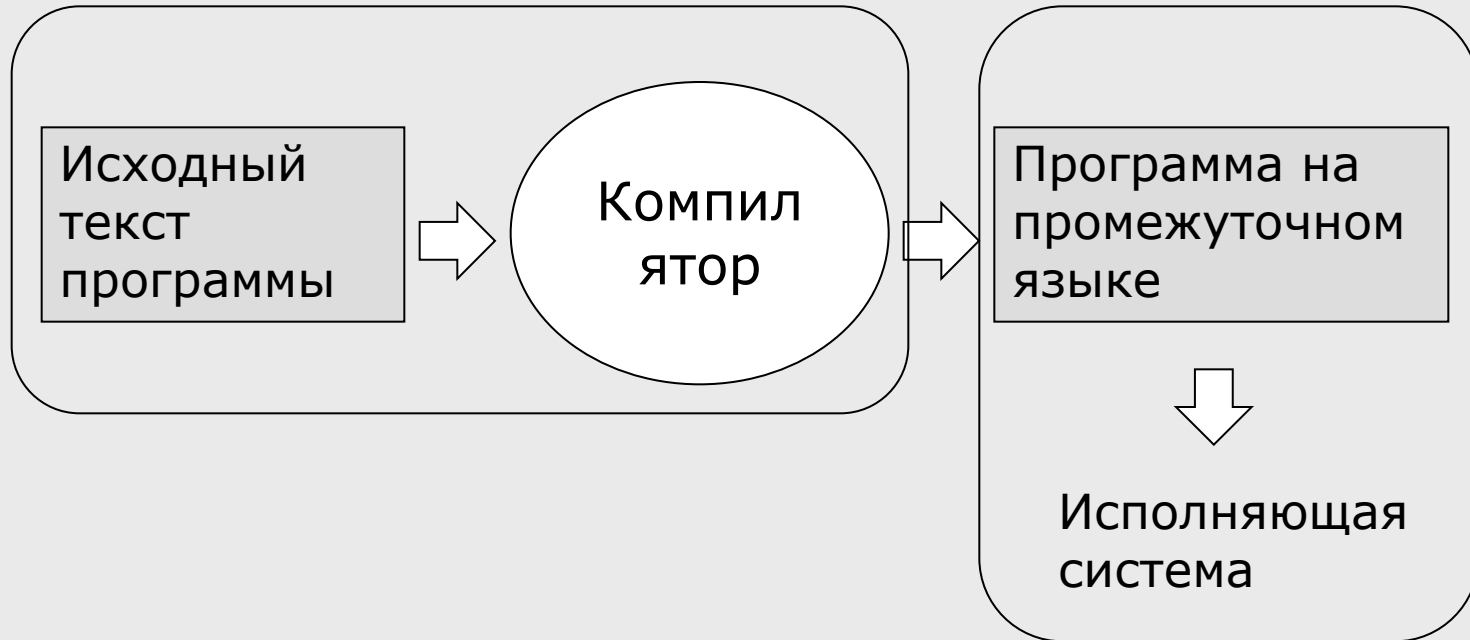 Исходный
текст
программы
Компил
ятор
Программа на
промежуточном
языке
Исполняющая
система